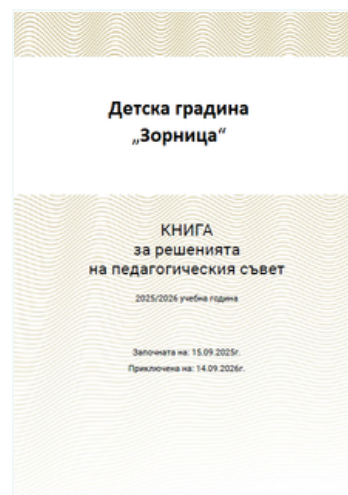 Детска градина
„Зорница“
КНИГА
за решенията
на педагогическия съвет
2025/2026 учебна година
Започната на: 15.09.2025г.
Приключена на: 14.09.2026г.